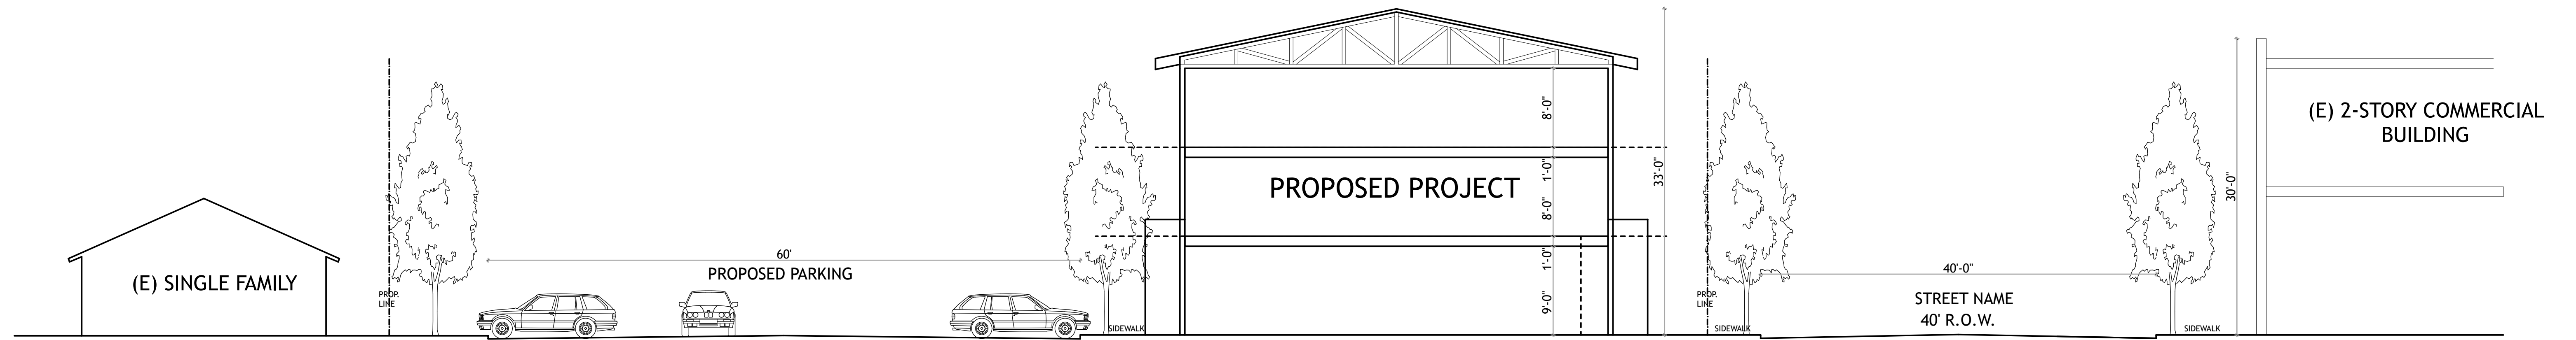 (E) SINGLE FAMILY
PROP.
LINE
60'
PROPOSED PARKING
SIDEWALK
PROPOSED PROJECT
8'-0"
1'-0"
8'-0"
1'-0"
9'-0"
33'-0"
PROP.
LINE
SIDEWALK
40'-0"
STREET NAME
40' R.O.W.
SIDEWALK
30'-0"
(E) 2-STORY COMMERCIAL
BUILDING